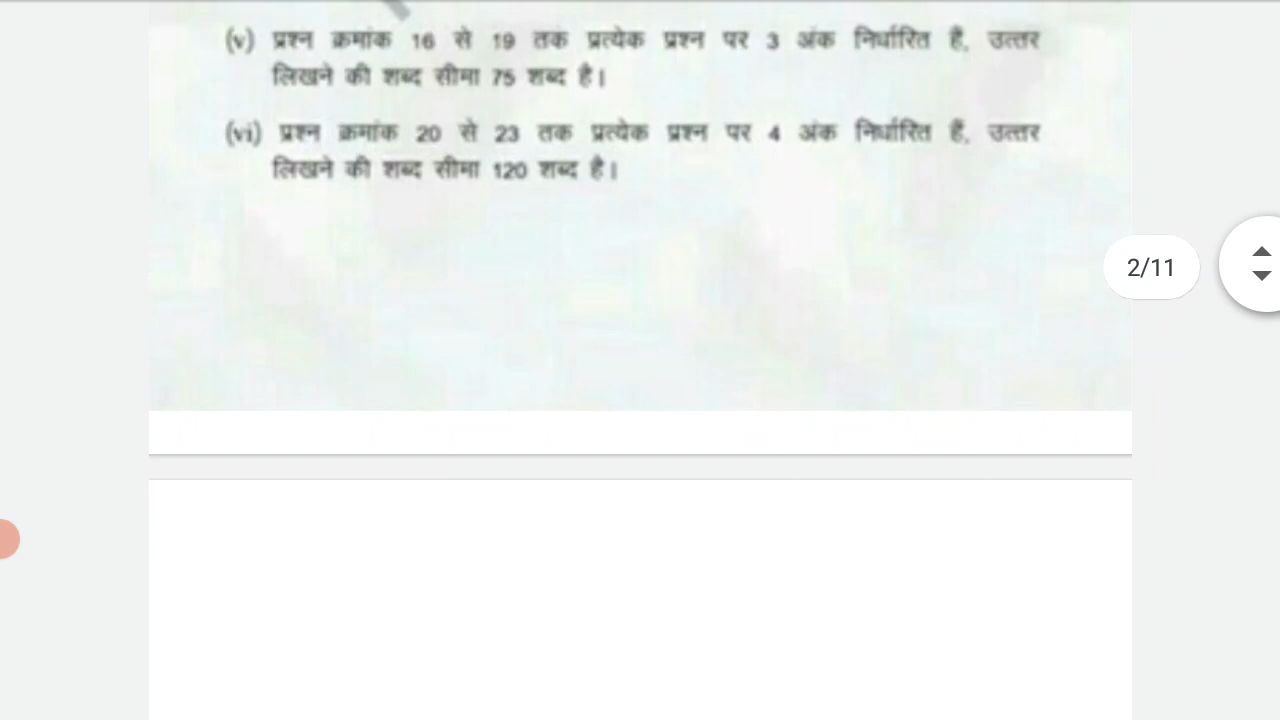 (v) प्रश्न क्रमांक 16 से 19 तक प्रत्येक प्रश्न पर 3 अंक निर्धारित हैं, उत्तर
लिखने की शब्द सीमा 75 शब्द है।
(vi) प्रश्न क्रमांक 20 से 23 तक प्रत्येक प्रश्न पर 4 अंक निर्धारित हैं, उत्तर
लिखने की शब्द सीमा 120 शब्द है।
2/11